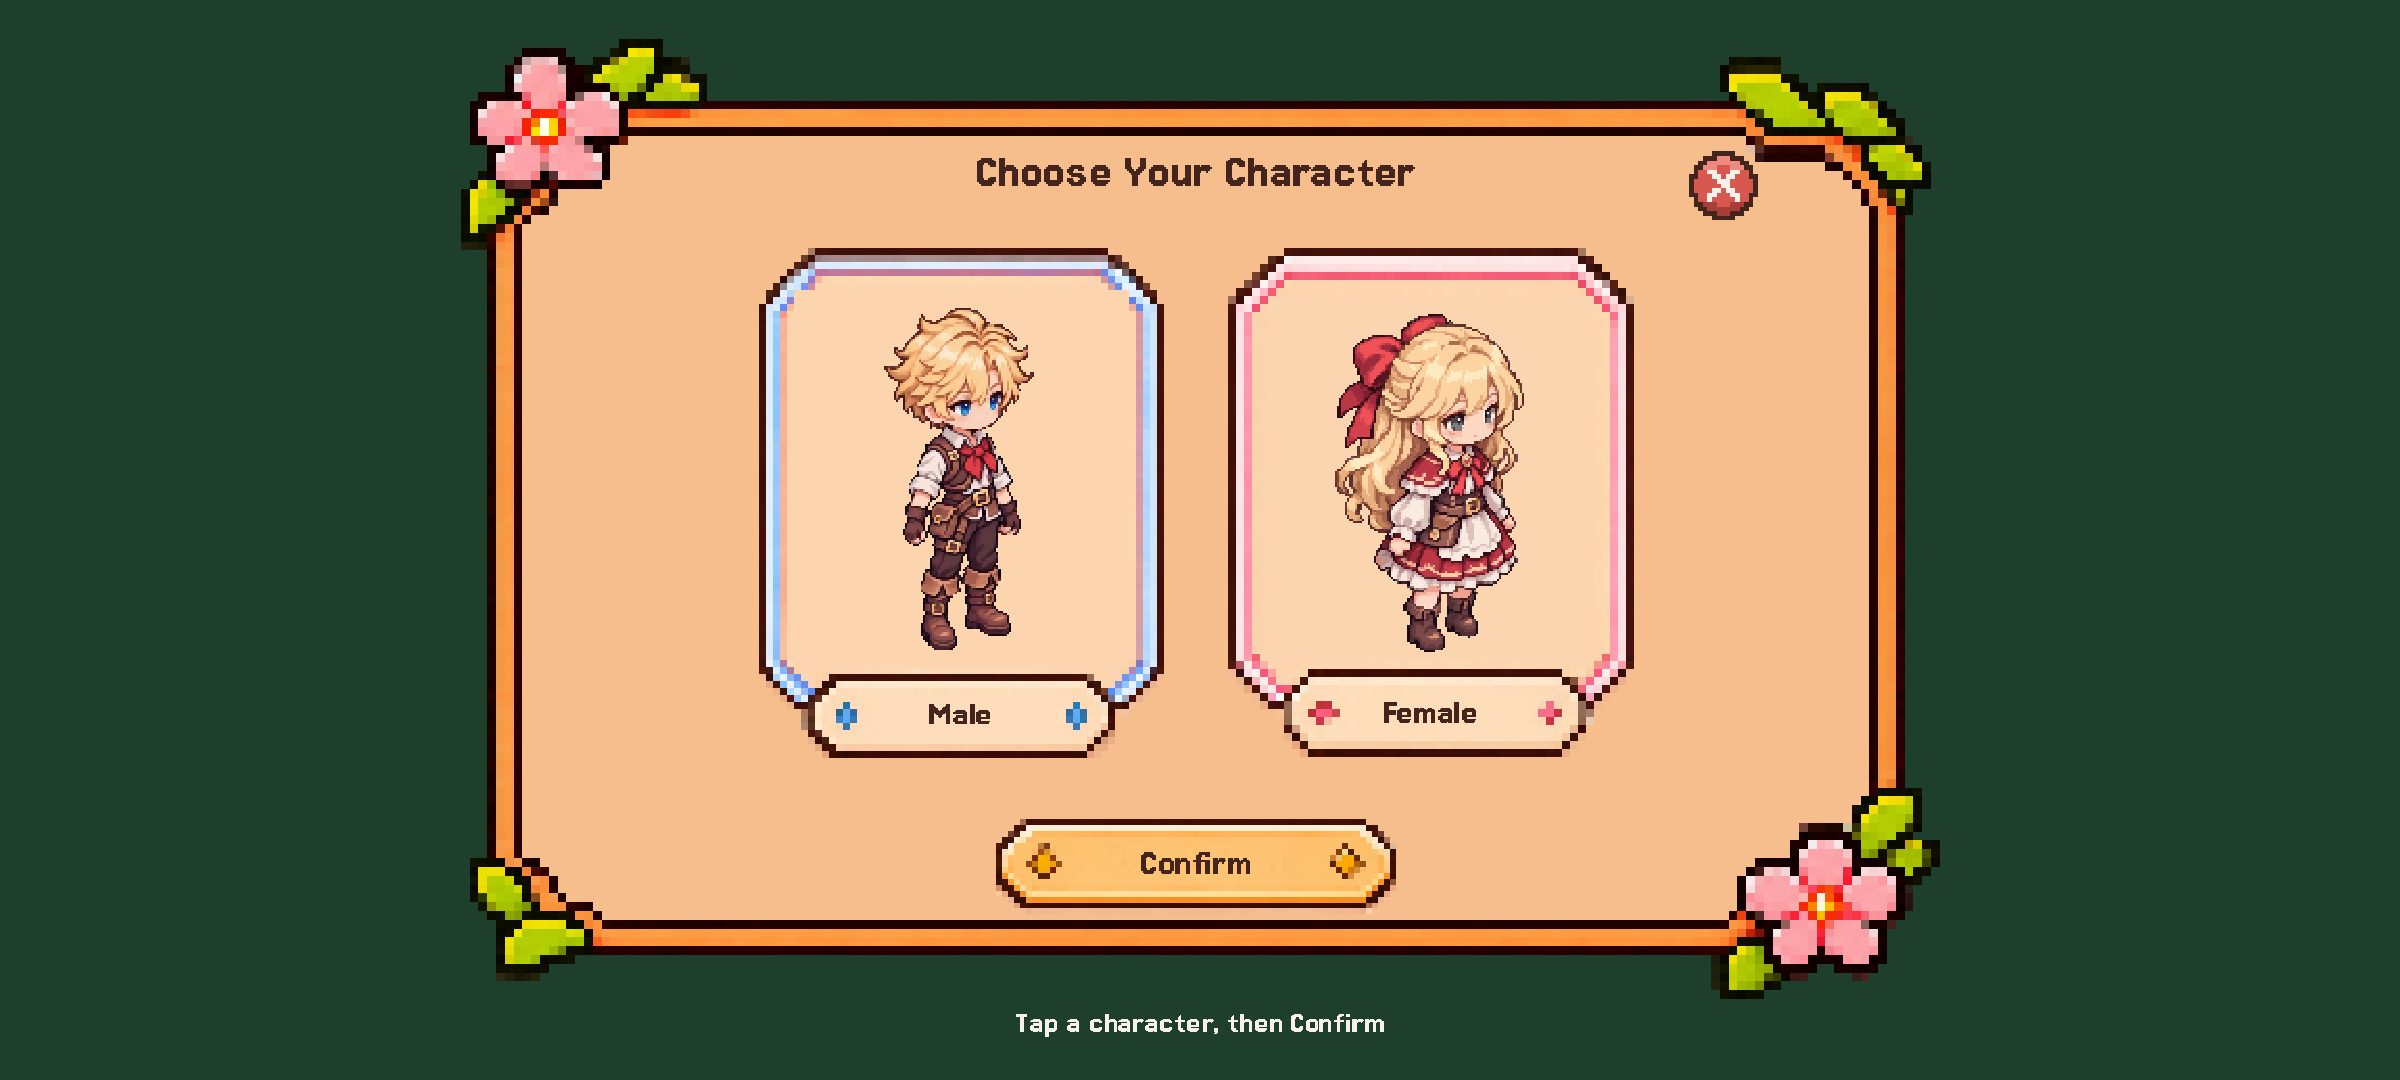 Choose Your Character
Male
Female
Confirm
Tap a character, then Confirm